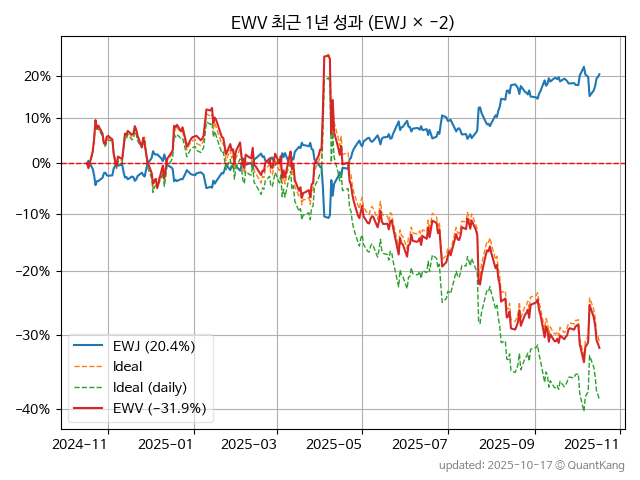 EWV 최근 1년 성과 (EWJ × −2)
20%
10%
0%
−10%
−20%
−30%
−40%
EWJ (20.4%)
Ideal
Ideal (daily)
EWV (−31.9%)
2024−11
2025−01
2025−03
2025−05
2025−07
2025−09
2025−11
updated: 2025-10-17 © QuantKang